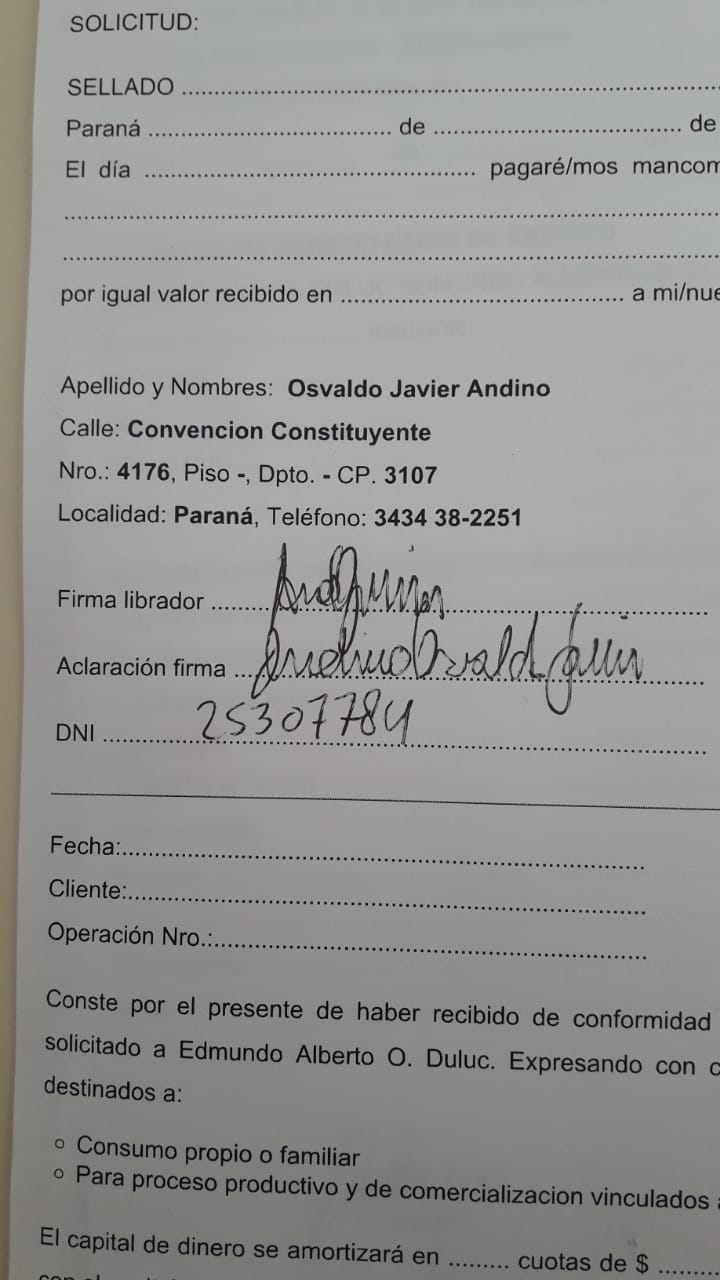 SOLICITUD:
SELLADO ..........................................................................
Paraná .................................... de .................................... de
El día ................................................. pagaré/mos mancom
....................................................................................................
....................................................................................................
por igual valor recibido en .......................................... a mi/nue
Apellido y Nombres: Osvaldo Javier Andino
Calle: Convencion Constituyente
Nro.: 4176, Piso -, Dpto. - CP. 3107
Localidad: Paraná, Teléfono: 3434 38-2251
Firma librador ..........................................................................
Aclaración firma ... Andino Osvald Javier
DNI ............ 25307784
Fecha:..............................................................................
Cliente:.............................................................................
Operación Nro.:................................................................
Conste por el presente de haber recibido de conformidad
solicitado a Edmundo Alberto O. Duluc. Expresando con c
destinados a:
○ Consumo propio o familiar
○ Para proceso productivo y de comercializacion vinculados a
El capital de dinero se amortizará en ......... cuotas de $ .........